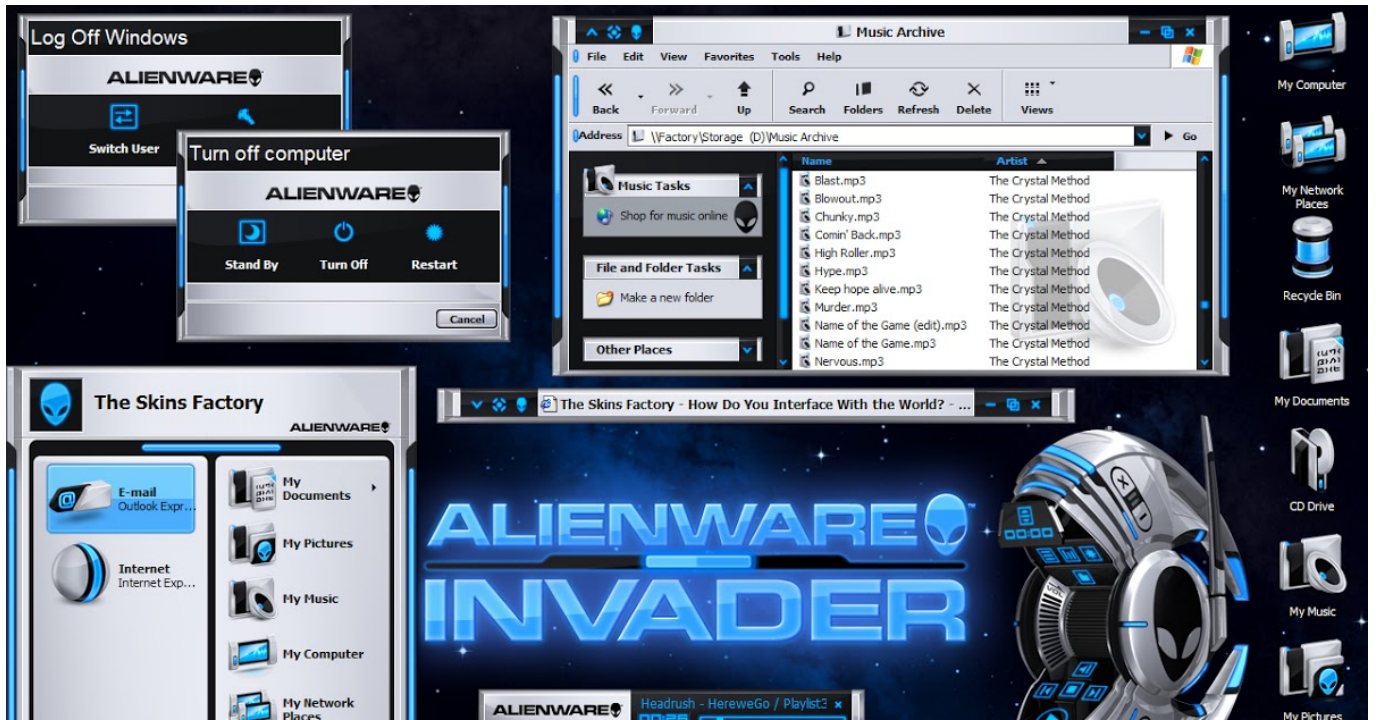 Log Off Windows
ALIENWARE
Switch User
Turn off computer
ALIENWARE
Stand By Turn Off Restart
Cancel
Music Archive
File Edit View Favorites Tools Help
Back Forward Up Search Folders Refresh Delete Views
Address \\Factory\Storage (D)\Music Archive Go
Music Tasks
Shop for music online
File and Folder Tasks
Make a new folder
Other Places
Name Artist
Blast.mp3 The Crystal Method
Blowout.mp3 The Crystal Method
Chunky.mp3 The Crystal Method
Comin' Back.mp3 The Crystal Method
High Roller.mp3 The Crystal Method
Hype.mp3 The Crystal Method
Keep hope alive.mp3 The Crystal Method
Murder.mp3 The Crystal Method
Name of the Game (edit).mp3 The Crystal Method
Name of the Game.mp3 The Crystal Method
Nervous.mp3 The Crystal Method
My Computer
My Network
Places
Recycle Bin
My Documents
CD Drive
My Music
My Pictures
The Skins Factory
ALIENWARE
E-mail
Outlook Expr...
Internet
Internet Exp...
My
Documents
My Pictures
My Music
My Computer
My Network
Places
The Skins Factory - How Do You Interface With the World? - ...
ALIENWARE™
INVADER
00:00
VOL
ALIENWARE
Headrush - HereweGo / Playlist3
00:26